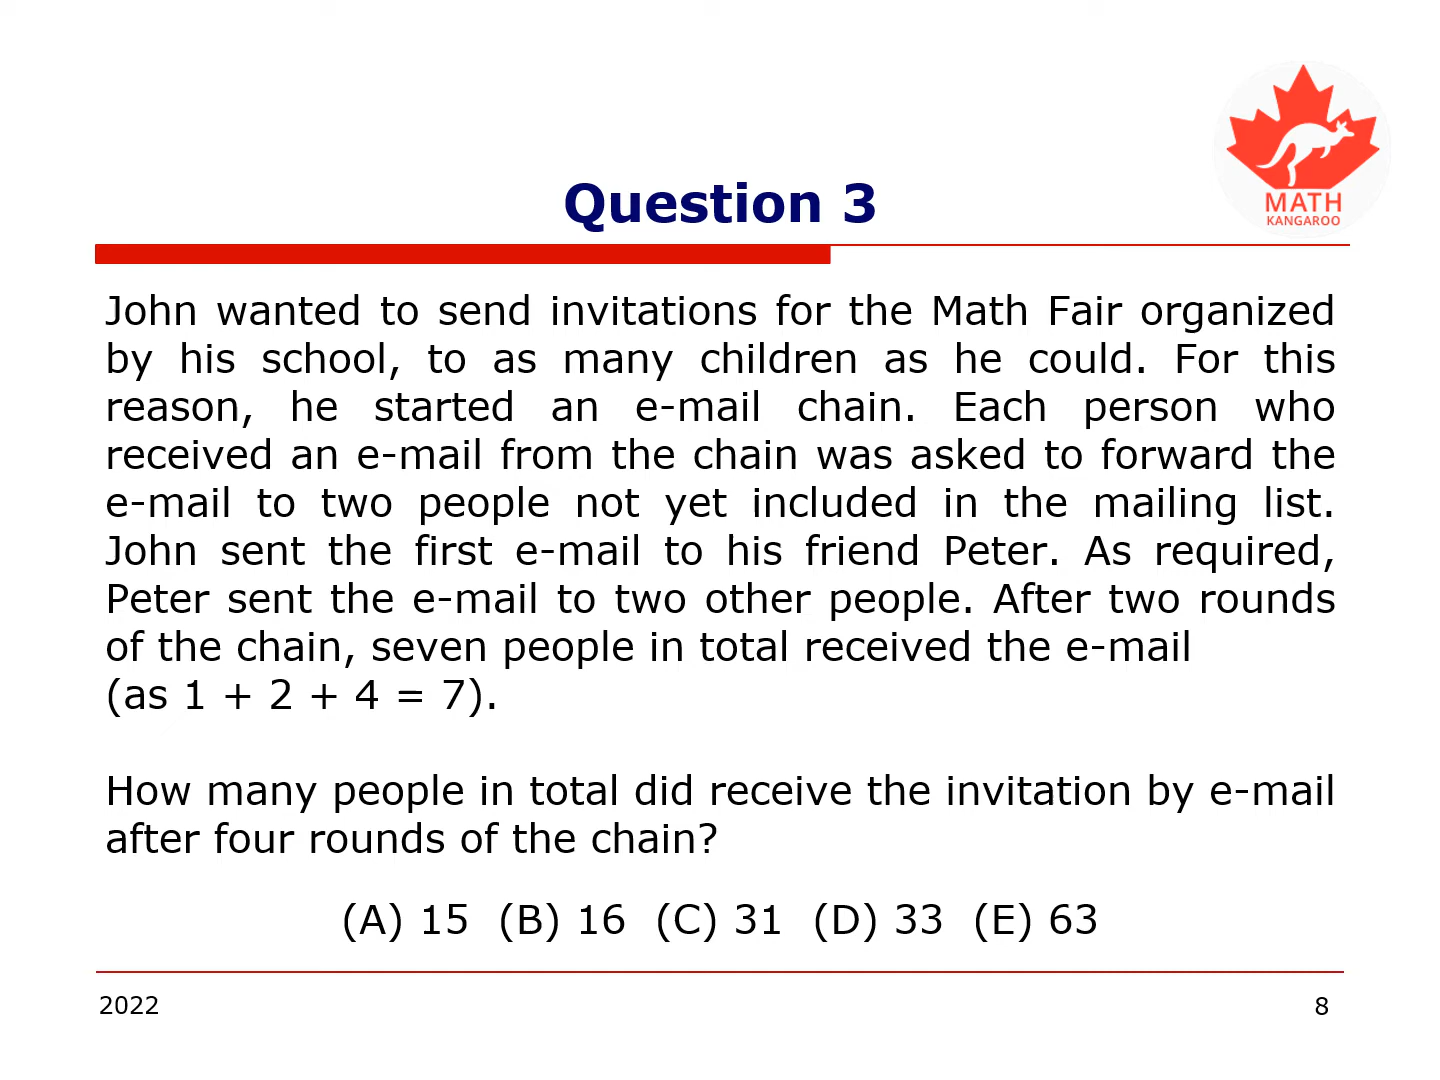 MATH
KANGAROO
Question 3
John wanted to send invitations for the Math Fair organized
by his school, to as many children as he could. For this
reason, he started an e-mail chain. Each person who
received an e-mail from the chain was asked to forward the
e-mail to two people not yet included in the mailing list.
John sent the first e-mail to his friend Peter. As required,
Peter sent the e-mail to two other people. After two rounds
of the chain, seven people in total received the e-mail
(as 1 + 2 + 4 = 7).
How many people in total did receive the invitation by e-mail
after four rounds of the chain?
(A) 15 (B) 16 (C) 31 (D) 33 (E) 63
2022
8